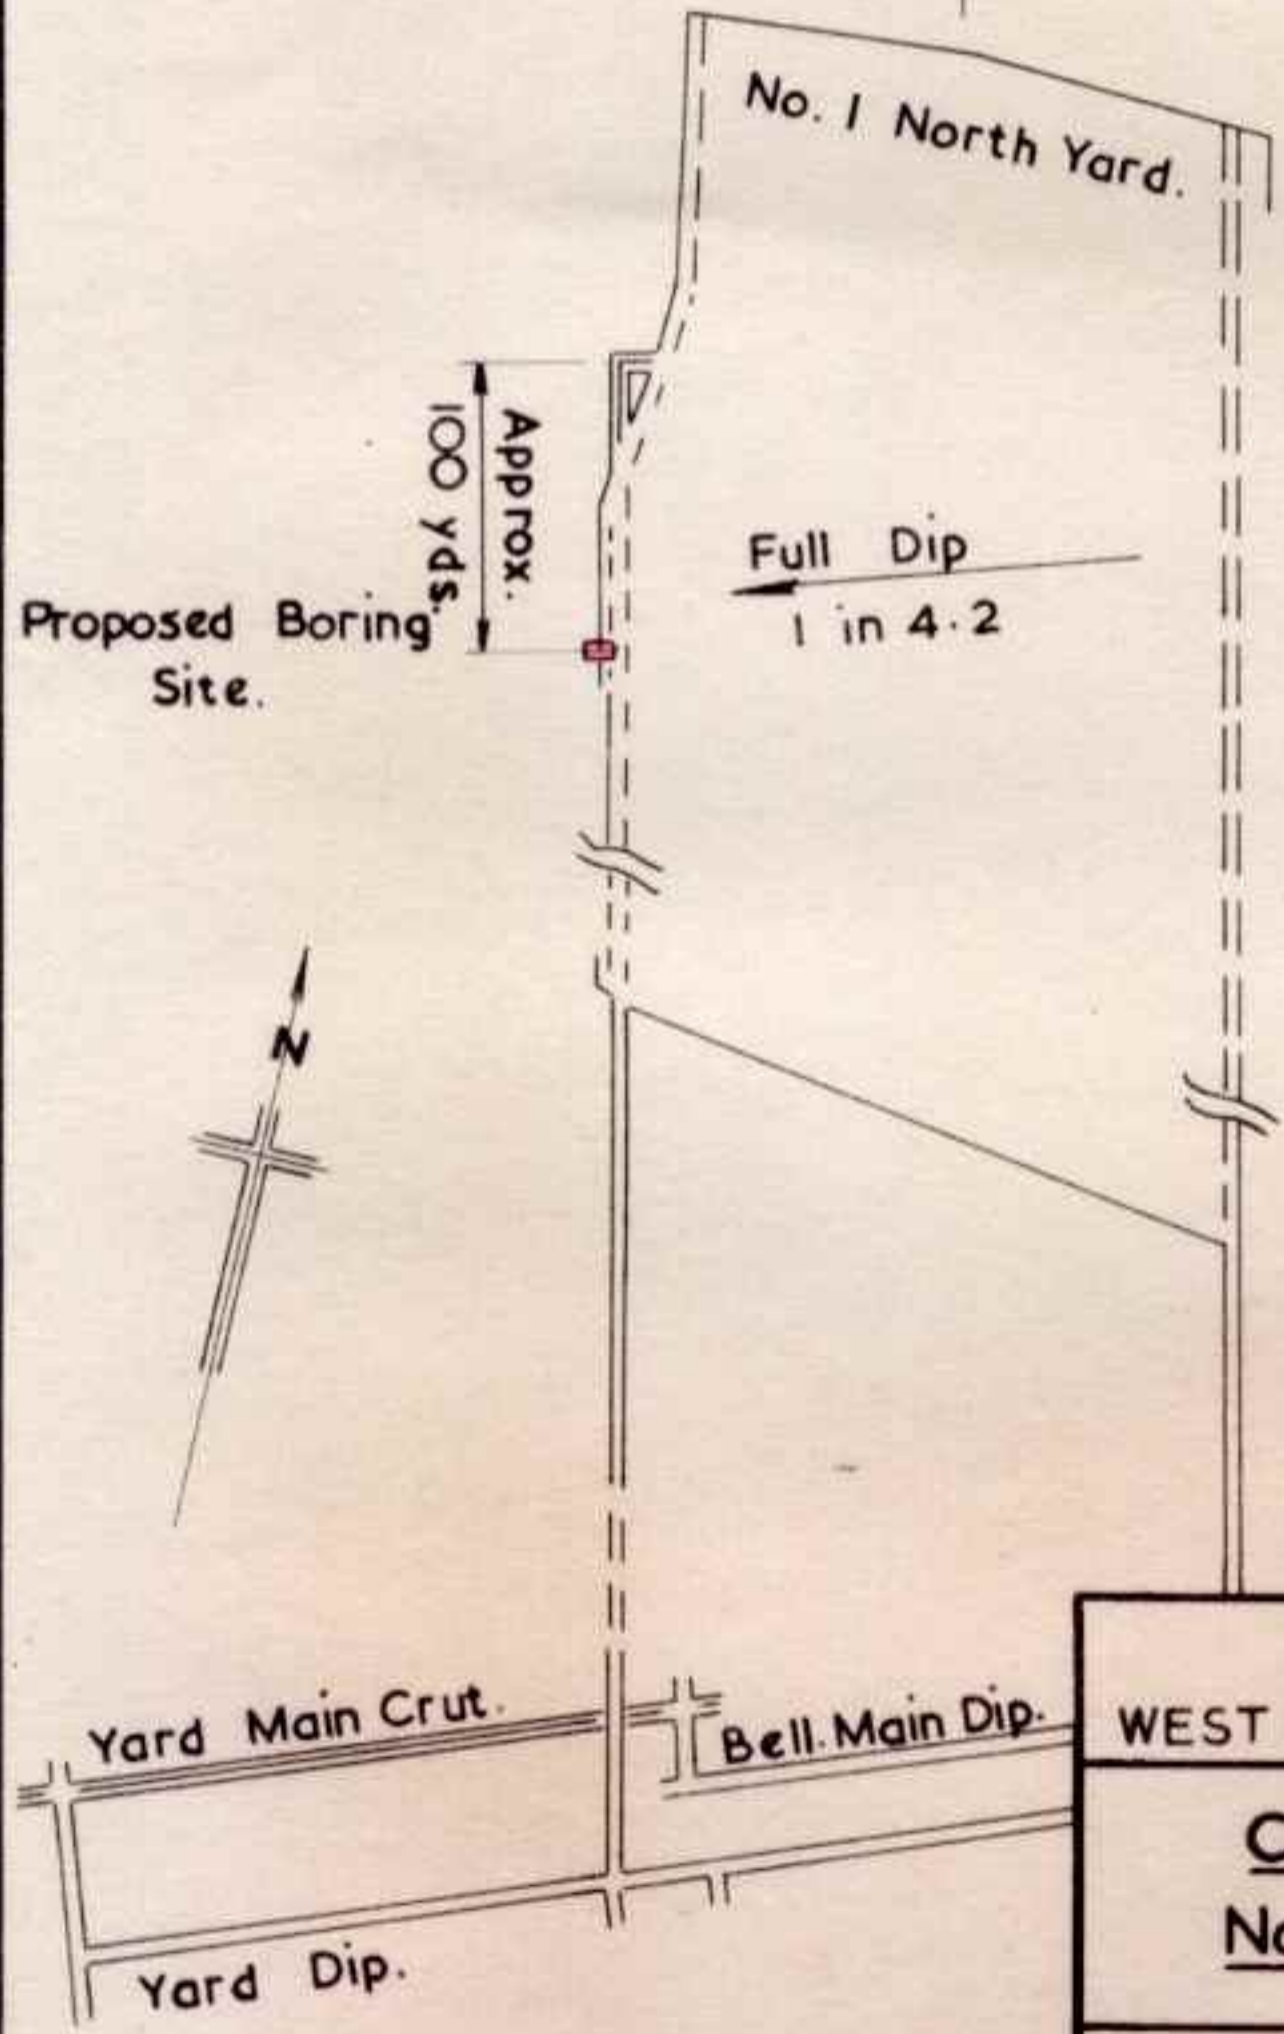 No. 1 North Yard.
Approx.
100 yds.
Full Dip
1 in 4.2
Proposed Boring
Site.
N
Yard Main Crut.
Bell. Main Dip.
WEST
Yard Dip.